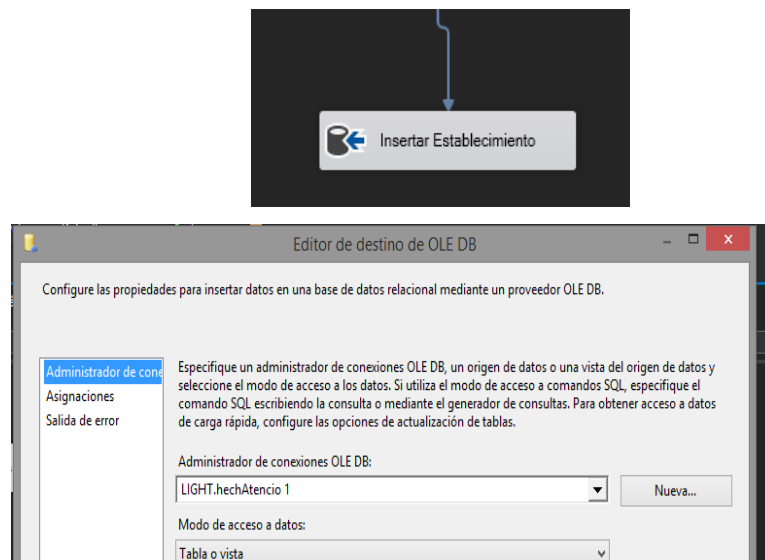 Insertar Establecimiento
Editor de destino de OLE DB
Configure las propiedades para insertar datos en una base de datos relacional mediante un proveedor OLE DB.
Administrador de cone
Asignaciones
Salida de error
Especifique un administrador de conexiones OLE DB, un origen de datos o una vista del origen de datos y
seleccione el modo de acceso a los datos. Si utiliza el modo de acceso a comandos SQL, especifique el
comando SQL escribiendo la consulta o mediante el generador de consultas. Para obtener acceso a datos
de carga rápida, configure las opciones de actualización de tablas.
Administrador de conexiones OLE DB:
LIGHT.hechAtencio 1
Nueva...
Modo de acceso a datos:
Tabla o vista